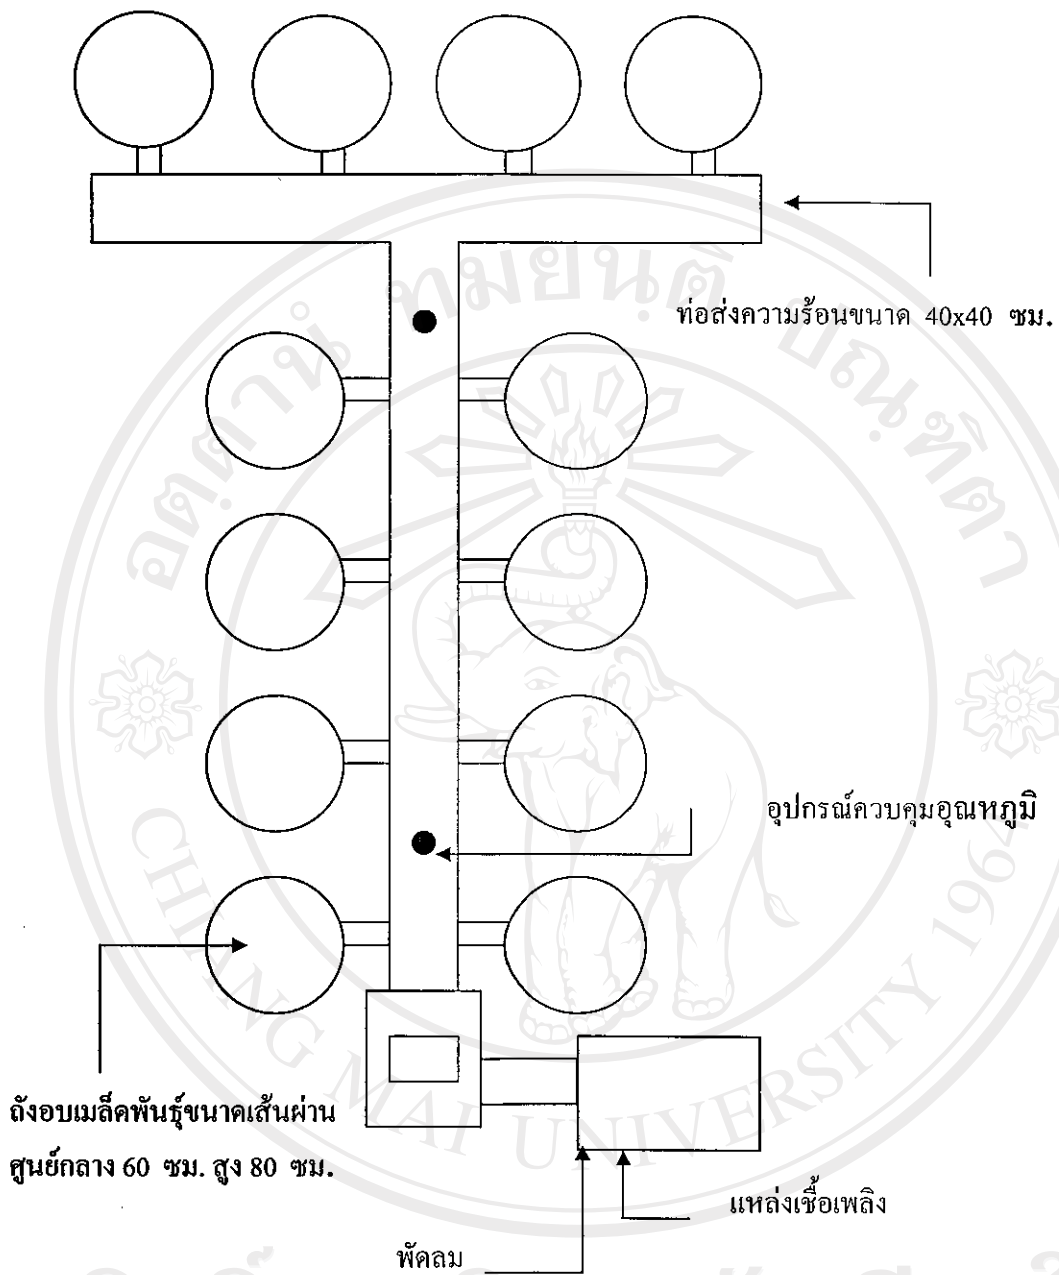 ท่อส่งความร้อนขนาด 40x40 ซม.
อุปกรณ์ควบคุมอุณหภูมิ
ถังอบเมล็ดพันธุ์ขนาดเส้นผ่าน
ศูนย์กลาง 60 ซม. สูง 80 ซม.
แหล่งเชื้อเพลิง
พัดลม
CHIANG MAI UNIVERSITY 1964